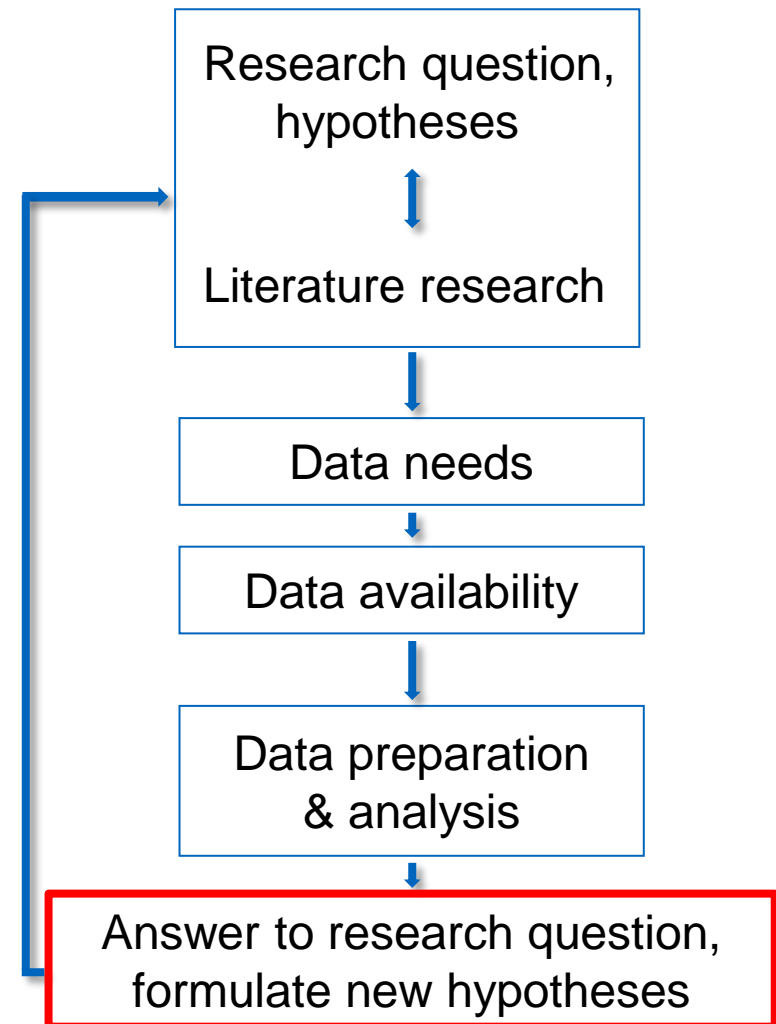 Research question,
hypotheses
Literature research
Data needs
Data availability
Data preparation
& analysis
Answer to research question,
formulate new hypotheses